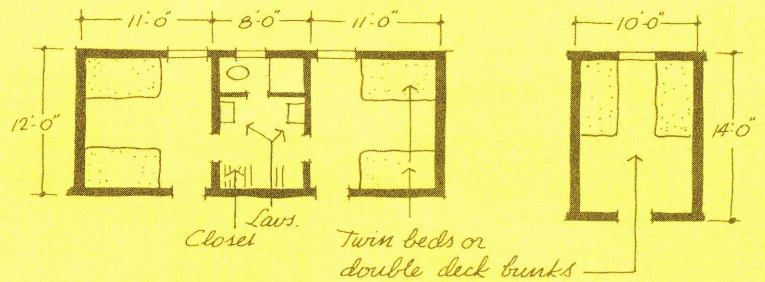 11'-0" 8'-0" 11'-0" 10'-0"
12'-0" 14'-0"
Lavs.
Closet Twin beds or
double deck bunks